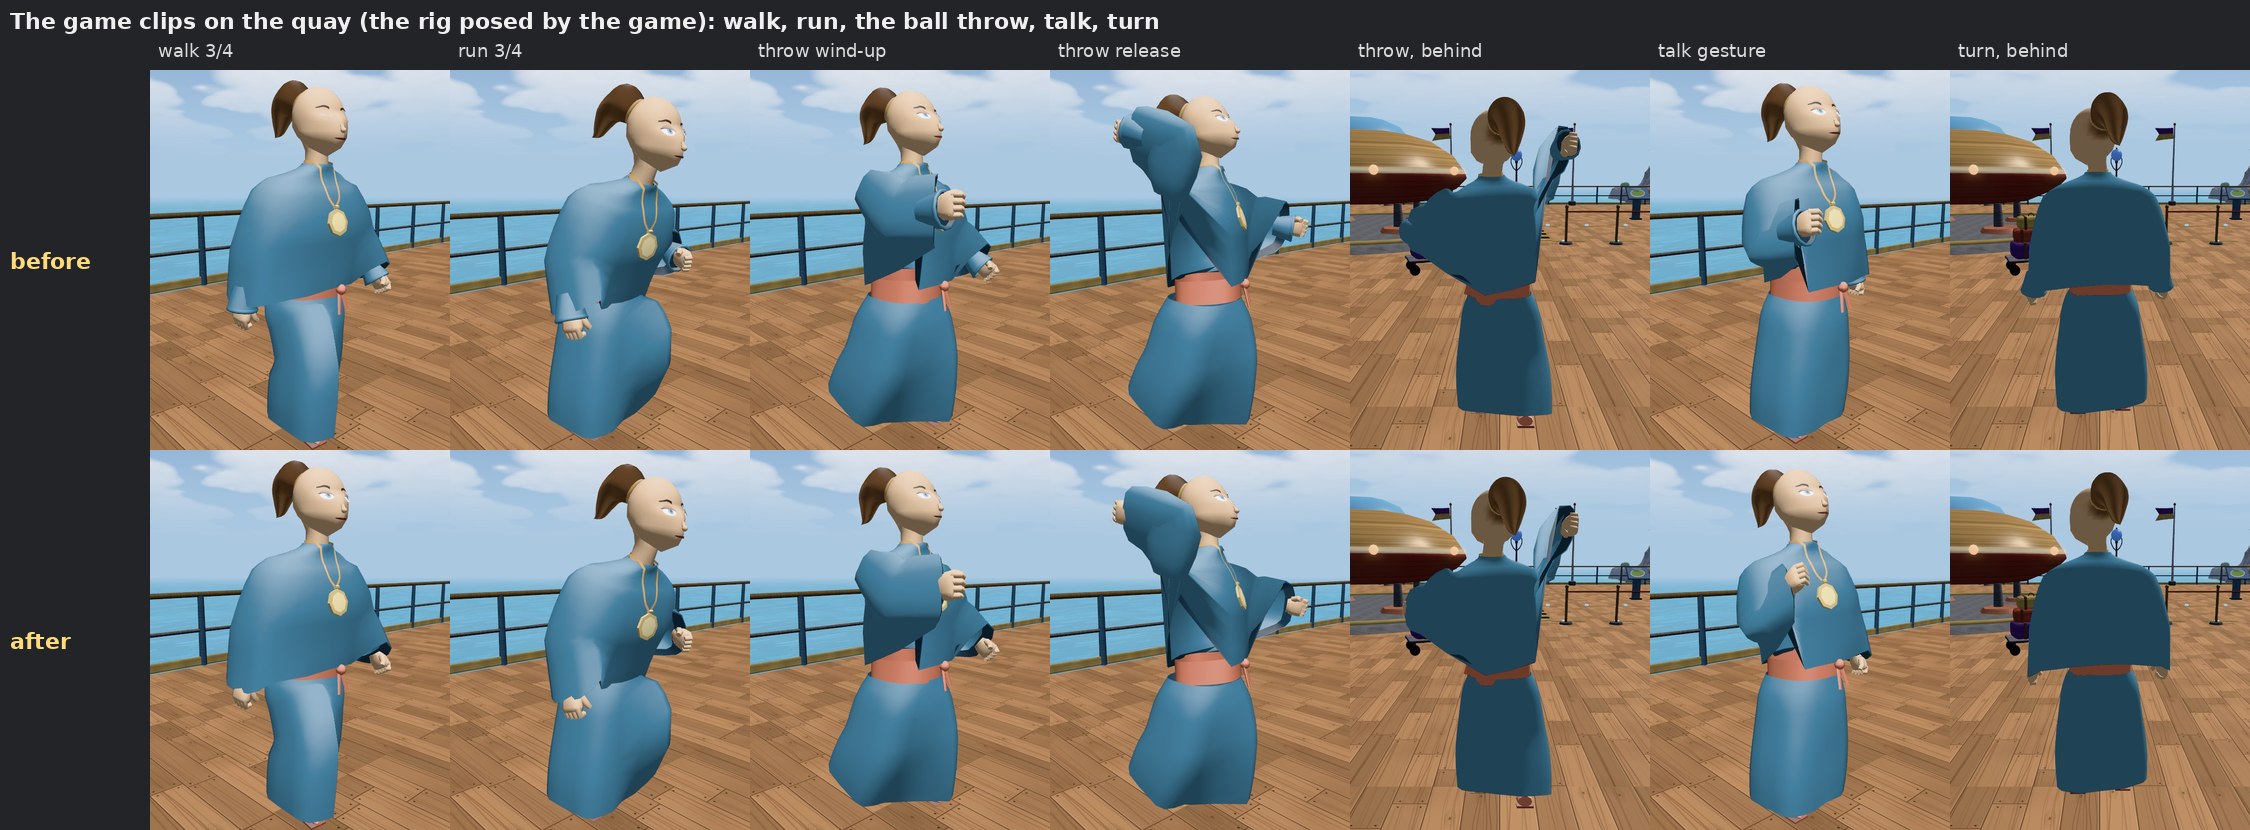 The game clips on the quay (the rig posed by the game): walk, run, the ball throw, talk, turn
walk 3/4 run 3/4 throw wind-up throw release throw, behind talk gesture turn, behind
before
after